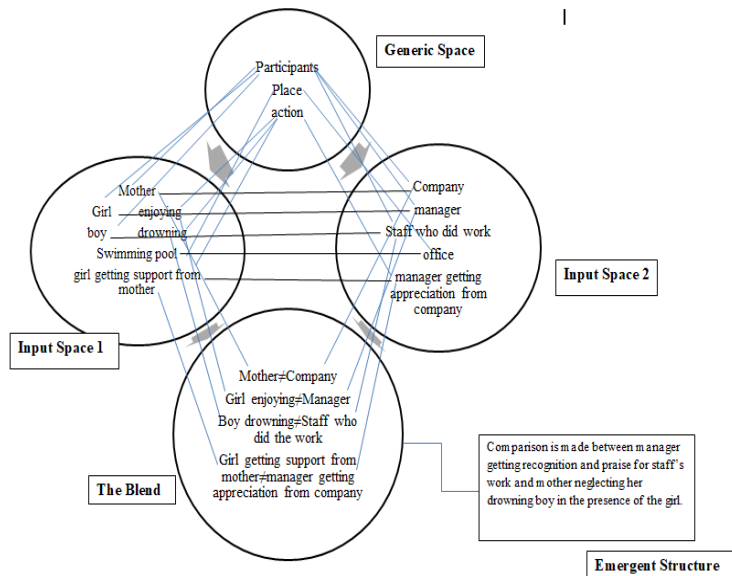 Generic Space
Participants
Place
action
Mother
Girl enjoying
boy drowning
Swimming pool
girl getting support from
mother
Input Space 1
Company
manager
Staff who did work
office
manager getting
appreciation from
company
Input Space 2
Mother≠Company
Girl enjoying≠Manager
Boy drowning≠Staff who
did the work
Girl getting support from
mother≠manager getting
appreciation from company
The Blend
Comparison is made between manager
getting recognition and praise for staff's
work and mother neglecting her
drowning boy in the presence of the girl.
Emergent Structure